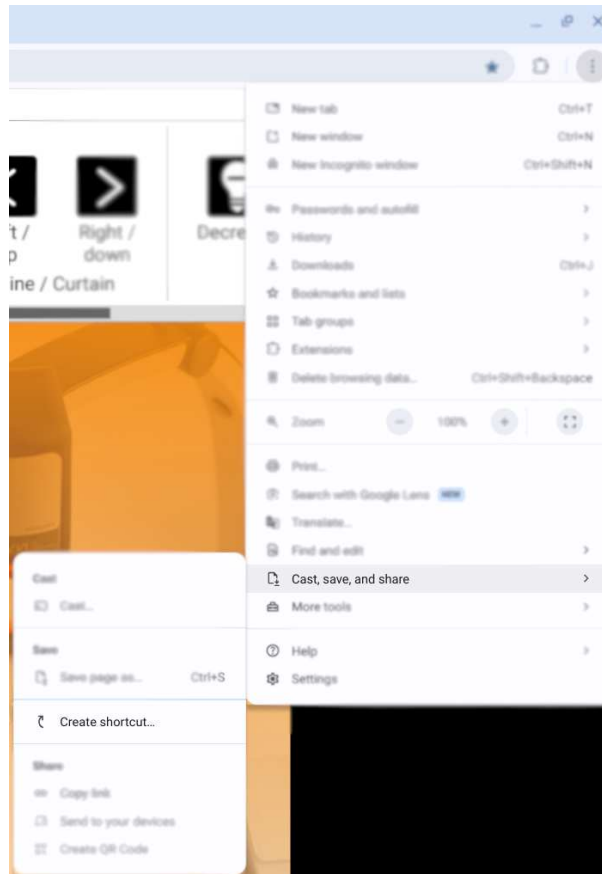 New tab Ctrl+T
New window Ctrl+N
New Incognito window Ctrl+Shift+N
Passwords and autofill
History
Downloads Ctrl+J
Bookmarks and lists
Tab groups
Extensions
Delete browsing data... Ctrl+Shift+Backspace
Zoom 100%
Print...
Search with Google Lens NEW
Translate...
Find and edit
Cast, save, and share
More tools
Help
Settings
Right /
down
Decre
ine / Curtain
Cast
Cast...
Save
Save page as... Ctrl+S
Create shortcut...
Share
Copy link
Send to your devices
Create QR Code